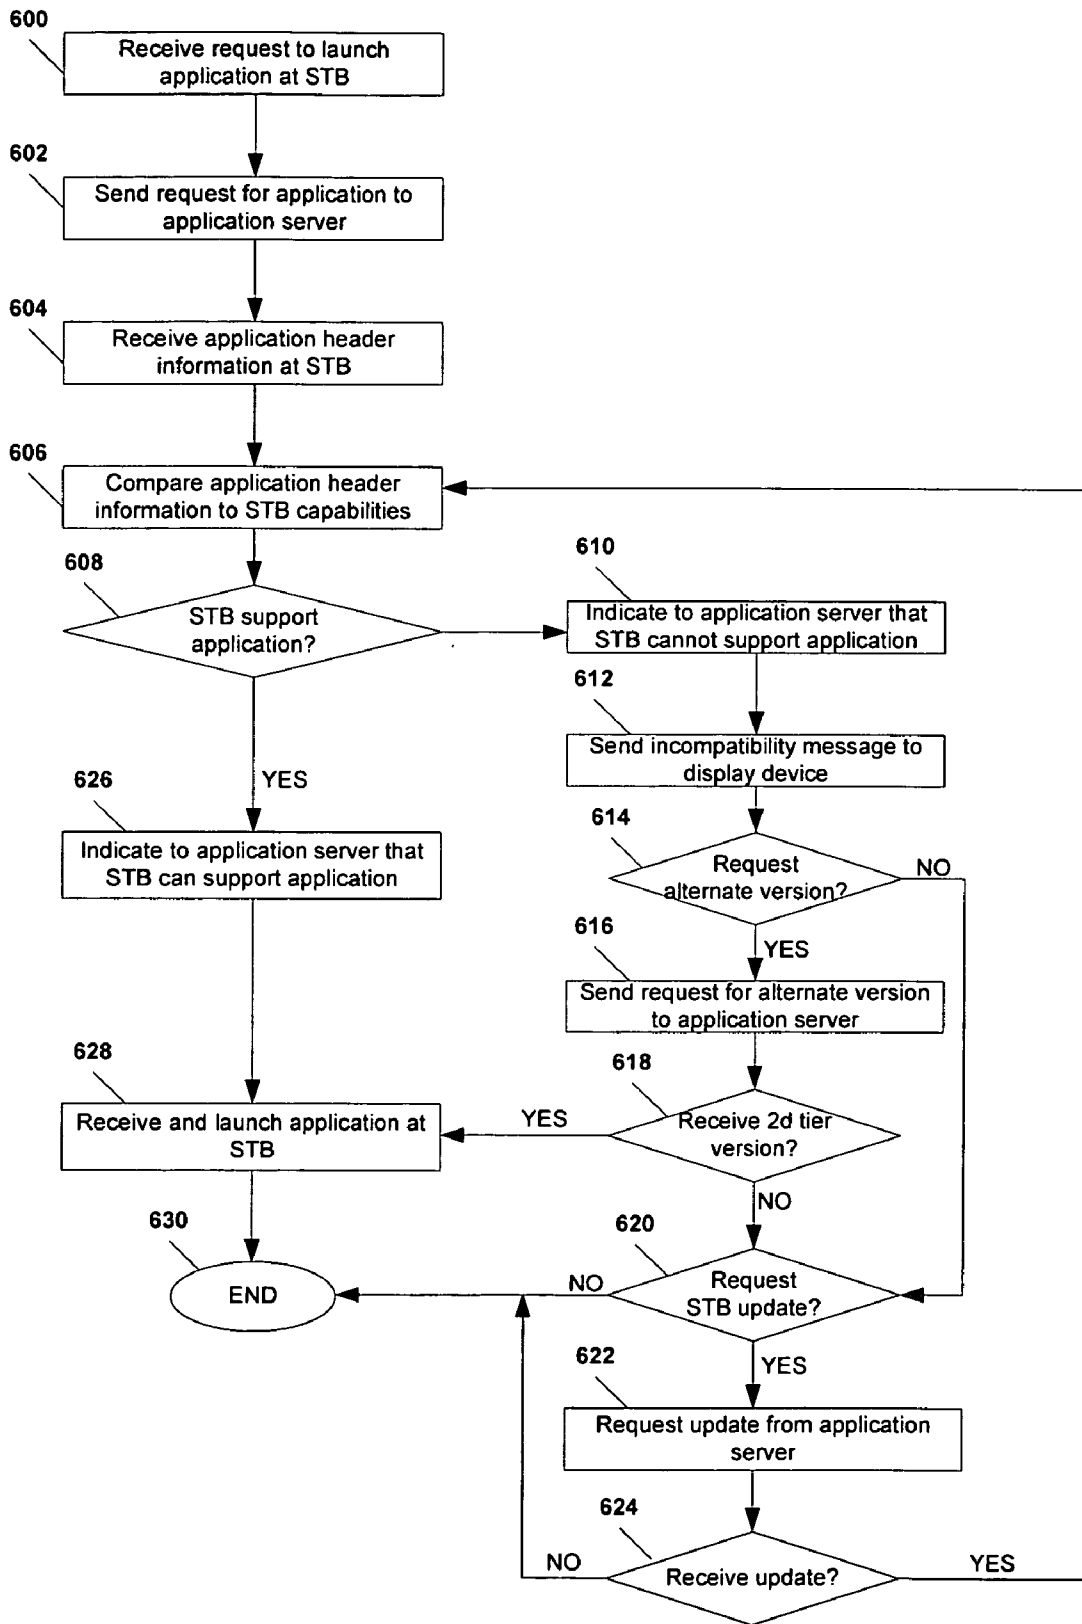 600
Receive request to launch
application at STB
602
Send request for application to
application server
604
Receive application header
information at STB
606
Compare application header
information to STB capabilities
608
STB support
application?
610
Indicate to application server that
STB cannot support application
612
Send incompatibility message to
display device
YES
626
Indicate to application server that
STB can support application
614
Request
alternate version?
NO
YES
616
Send request for alternate version
to application server
628
Receive and launch application at
STB
618
Receive 2d tier
version?
YES
NO
630
END
620
Request
STB update?
NO
YES
622
Request update from application
server
624
Receive update?
NO
YES